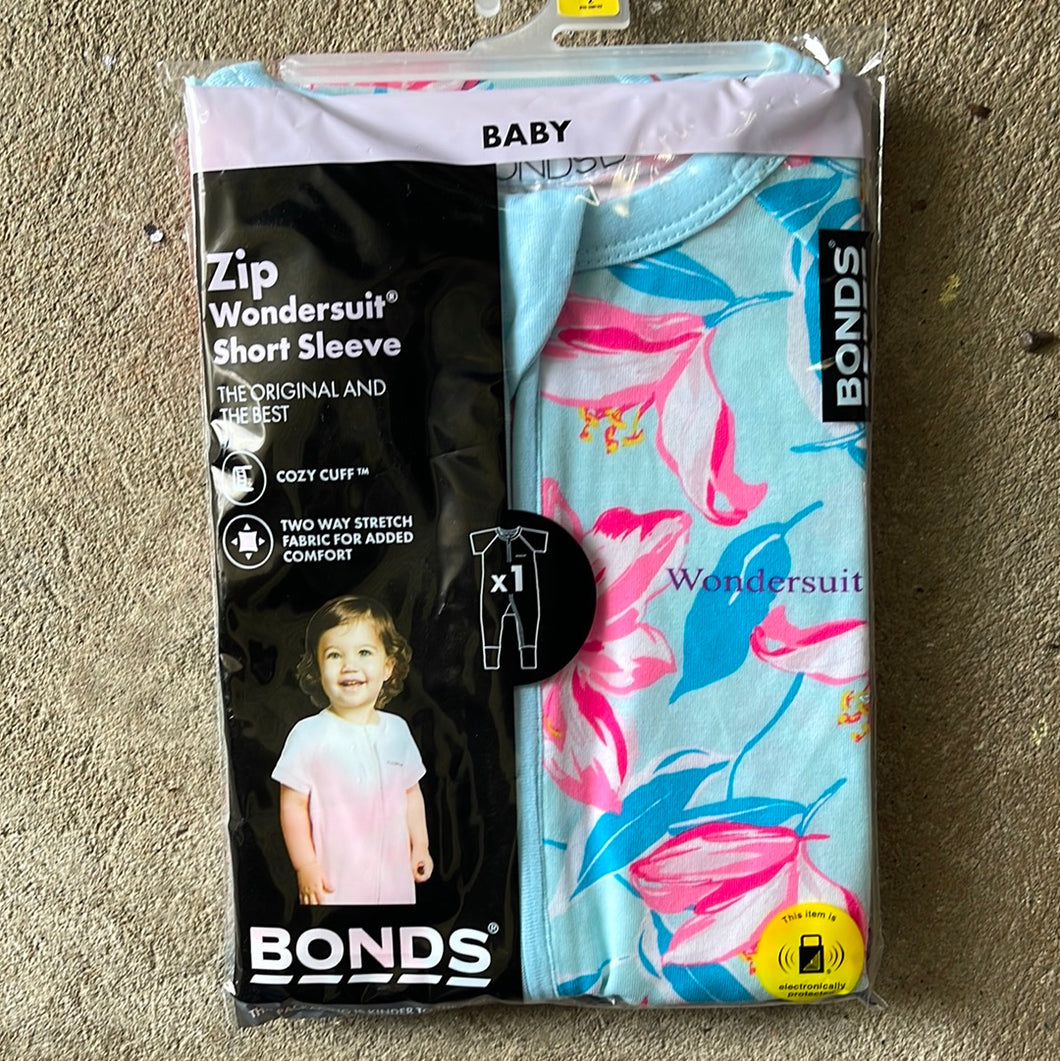 BABY
Zip
Wondersuit®
Short Sleeve
THE ORIGINAL AND
THE BEST
COZY CUFF™
TWO WAY STRETCH
FABRIC FOR ADDED
COMFORT
x1
BONDS®
Wondersuit
BONDS®
This item is
electronically
protected
KINDER